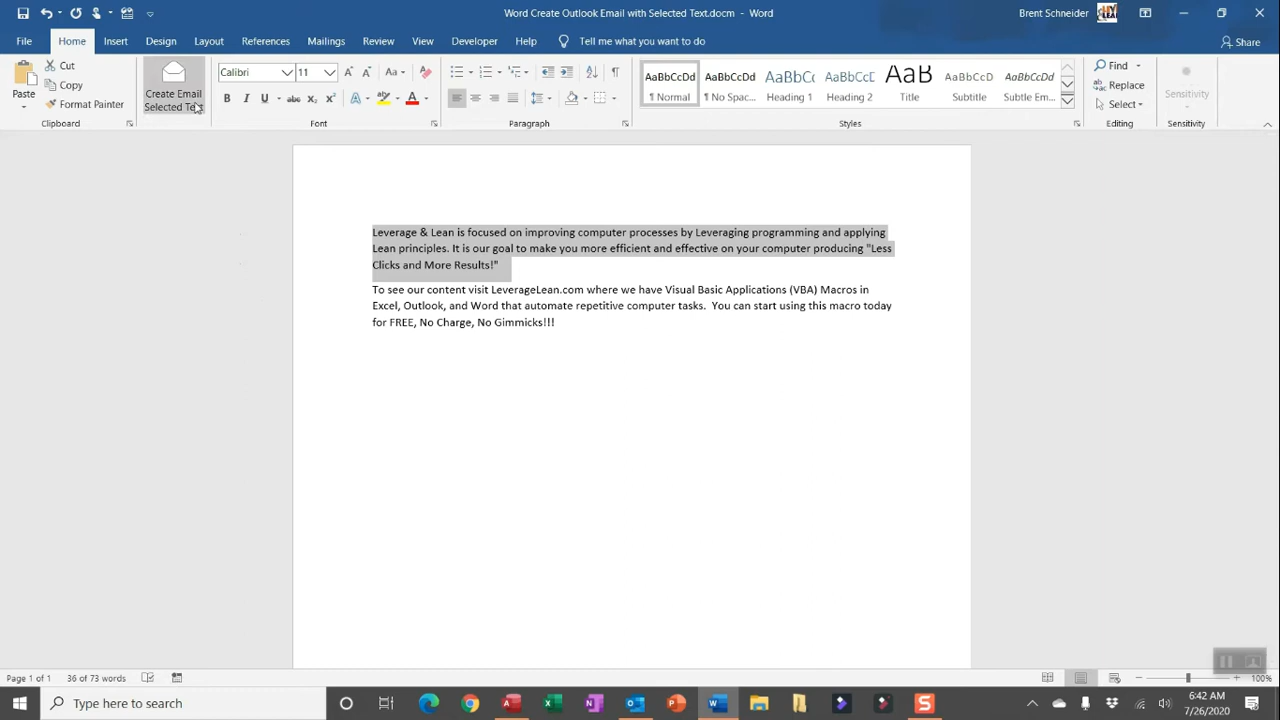 Word Create Outlook Email with Selected Text.docm - Word
Brent Schneider
File Home Insert Design Layout References Mailings Review View Developer Help Tell me what you want to do Share
Paste
Cut
Copy
Format Painter
Clipboard
Create Email
Selected Te
Calibri 11
Aa
B I U abc x₂ x² A A
Font
Paragraph
AaBbCcDd AaBbCcDd AaBbCc AaBbCcC AaB AaBbCcD AaBbCcDd
¶ Normal ¶ No Spac... Heading 1 Heading 2 Title Subtitle Subtle Em...
Styles
Find
Replace
Select
Editing
Sensitivity
Sensitivity
Leverage & Lean is focused on improving computer processes by Leveraging programming and applying
Lean principles. It is our goal to make you more efficient and effective on your computer producing "Less
Clicks and More Results!"
To see our content visit LeverageLean.com where we have Visual Basic Applications (VBA) Macros in
Excel, Outlook, and Word that automate repetitive computer tasks. You can start using this macro today
for FREE, No Charge, No Gimmicks!!!
Page 1 of 1 36 of 73 words 100%
Type here to search
6:42 AM
7/26/2020